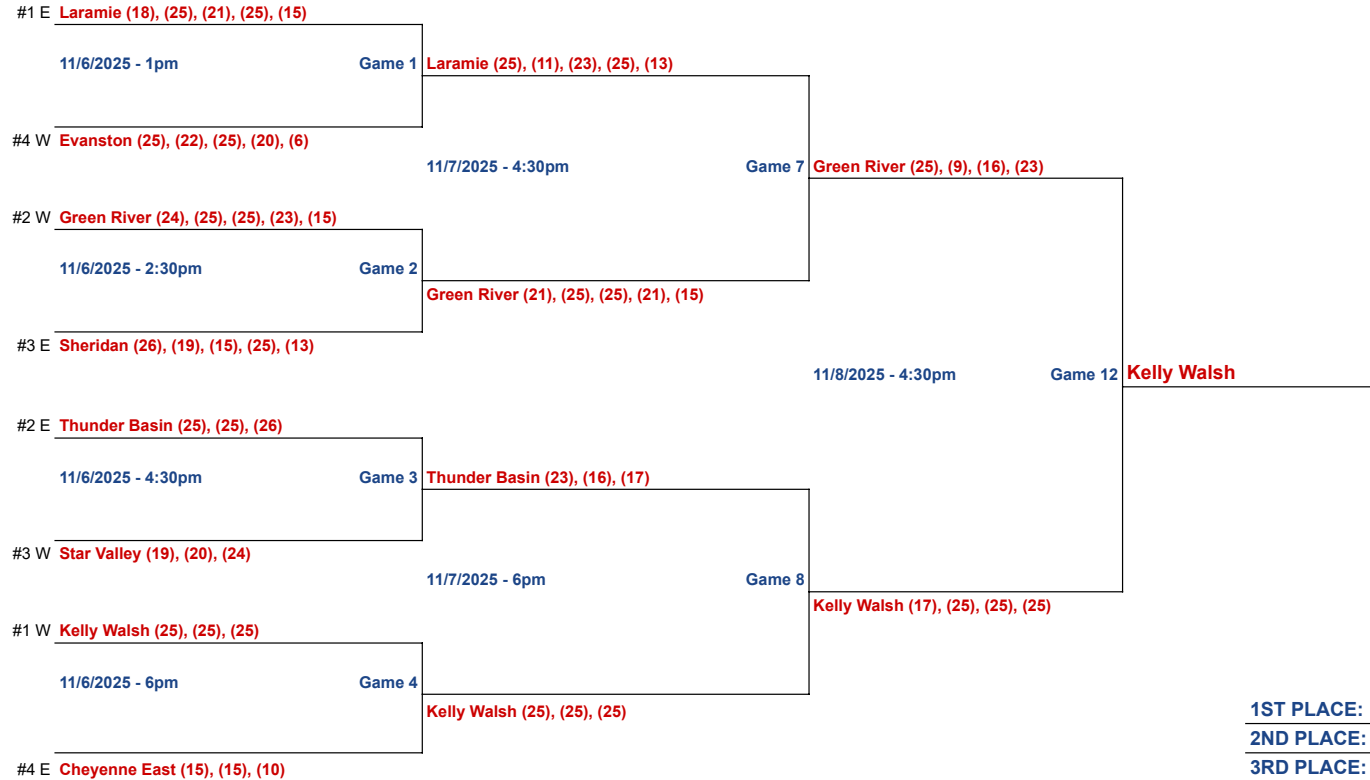 #1 E Laramie (18), (25), (21), (25), (15)
11/6/2025 - 1pm Game 1 Laramie (25), (11), (23), (25), (13)
#4 W Evanston (25), (22), (25), (20), (6)
11/7/2025 - 4:30pm Game 7 Green River (25), (9), (16), (23)
#2 W Green River (24), (25), (25), (23), (15)
11/6/2025 - 2:30pm Game 2
Green River (21), (25), (25), (21), (15)
#3 E Sheridan (26), (19), (15), (25), (13)
11/8/2025 - 4:30pm Game 12 Kelly Walsh
#2 E Thunder Basin (25), (25), (26)
11/6/2025 - 4:30pm Game 3 Thunder Basin (23), (16), (17)
#3 W Star Valley (19), (20), (24)
11/7/2025 - 6pm Game 8
Kelly Walsh (17), (25), (25), (25)
#1 W Kelly Walsh (25), (25), (25)
11/6/2025 - 6pm Game 4
Kelly Walsh (25), (25), (25)
1ST PLACE:
2ND PLACE:
#4 E Cheyenne East (15), (15), (10)
3RD PLACE: